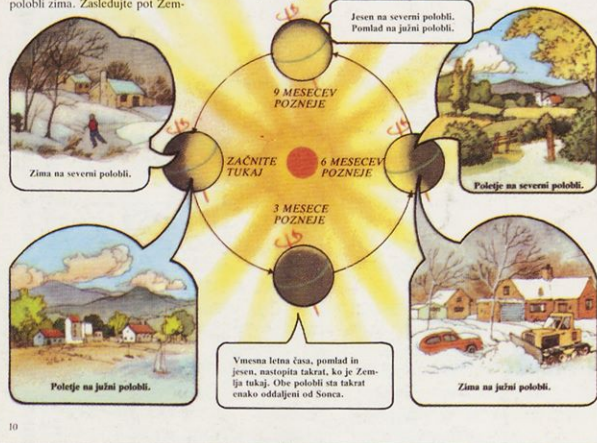 polobli zima. Zasledujte pot Zem-
Jesen na severni polobli.
Pomlad na južni polobli.
9 MESECEV
POZNEJE
Zima na severni polobli.
ZAČNITE
TUKAJ
6 MESECEV
POZNEJE
Poletje na severni polobli.
3 MESECE
POZNEJE
Poletje na južni polobli.
Vmesna letna časa, pomlad in
jesen, nastopita takrat, ko je Zem-
lja tukaj. Obe polobli sta takrat
enako oddaljeni od Sonca.
Zima na južni polobli.
10